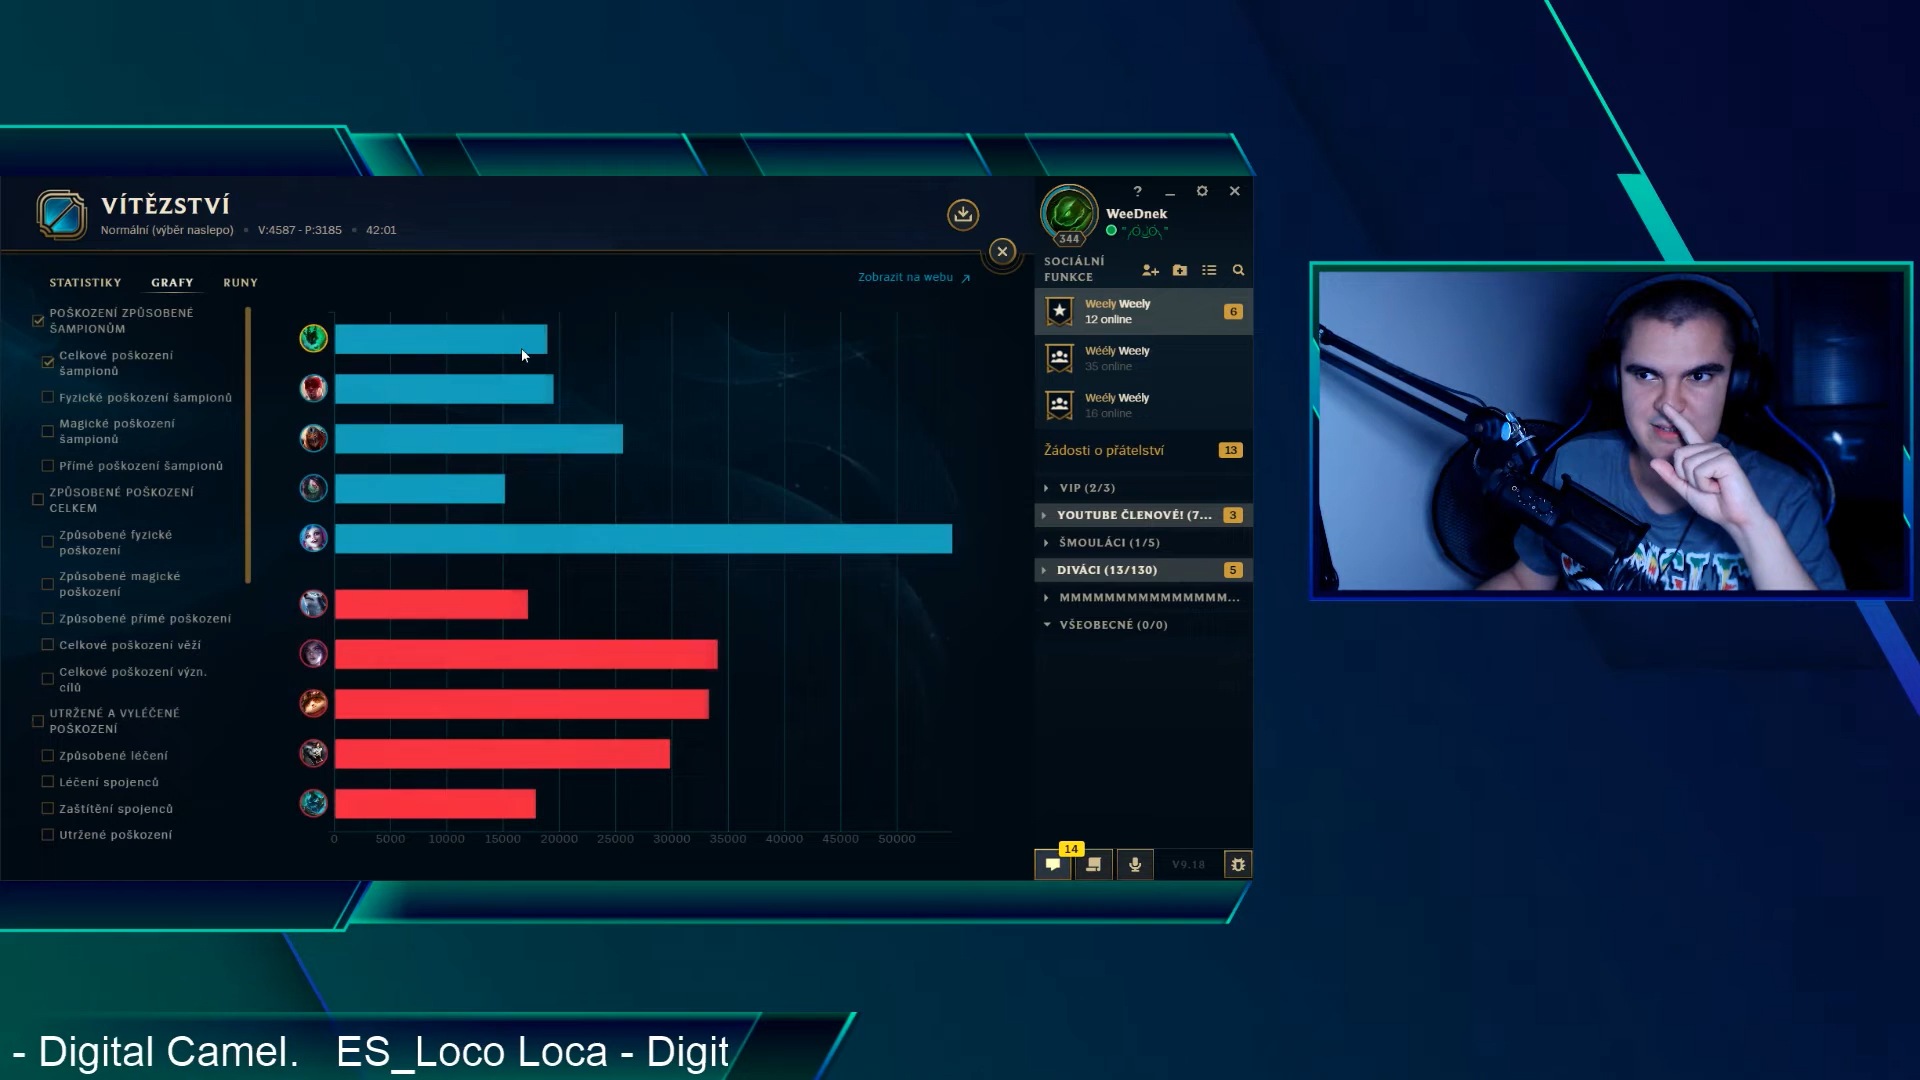 VÍTĚZSTVÍ
Normální (výběr naslepo) • V:4587 - P:3185 • 42:01
STATISTIKY GRAFY RUNY
Zobrazit na webu
POŠKOZENÍ ZPŮSOBENÉ
ŠAMPIONŮM
Celkové poškození
šampionů
Fyzické poškození šampionů
Magické poškození
šampionů
Přímé poškození šampionů
ZPŮSOBENÉ POŠKOZENÍ
CELKEM
Způsobené fyzické
poškození
Způsobené magické
poškození
Způsobené přímé poškození
Celkové poškození věží
Celkové poškození význ.
cílů
UTRŽENÉ A VYLÉČENÉ
POŠKOZENÍ
Způsobené léčení
Léčení spojenců
Zaštítění spojenců
Utržené poškození
0 5000 10000 15000 20000 25000 30000 35000 40000 45000 50000
?
WeeDnek
344
SOCIÁLNÍ
FUNKCE
Weely Weely
12 online
6
Wéély Weely
35 online
Weély Weély
16 online
Žádosti o přátelství 13
VIP (2/3)
YOUTUBE ČLENOVÉ! (7... 3
ŠMOULÁCI (1/5)
DIVÁCI (13/130) 5
MMMMMMMMMMMMMMM...
VŠEOBECNÉ (0/0)
14
V9.18
- Digital Camel. ES_Loco Loca - Digit